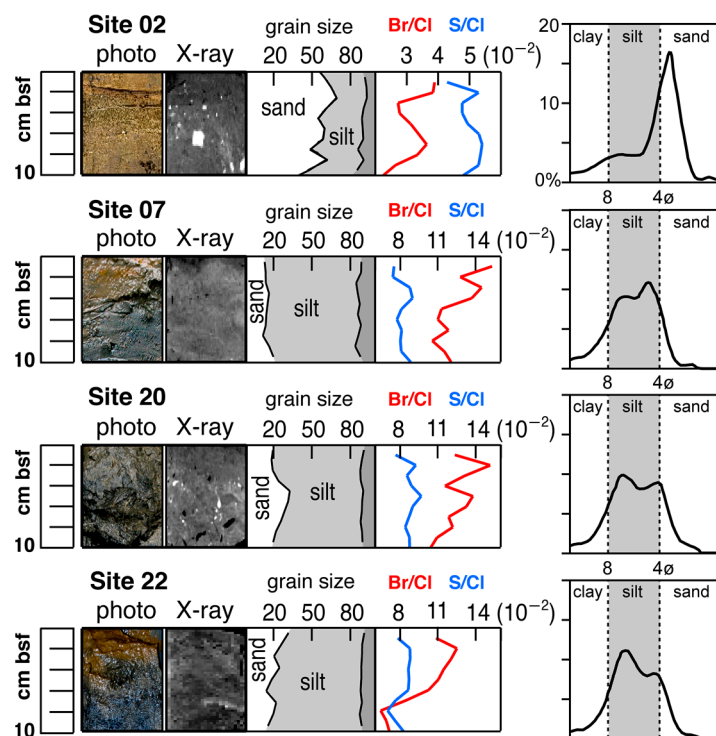 Site 02
photo X-ray grain size Br/Cl S/Cl
20 50 80 3 4 5 (10⁻²)
cm bsf
10
sand
silt
20
10
0%
clay silt sand
8 4ø
Site 07
photo X-ray grain size Br/Cl S/Cl
20 50 80 8 11 14 (10⁻²)
cm bsf
10
sand
silt
clay silt sand
8 4ø
Site 20
photo X-ray grain size Br/Cl S/Cl
20 50 80 8 11 14 (10⁻²)
cm bsf
10
sand
silt
clay silt sand
8 4ø
Site 22
photo X-ray grain size Br/Cl S/Cl
20 50 80 8 11 14 (10⁻²)
cm bsf
10
sand
silt
clay silt sand